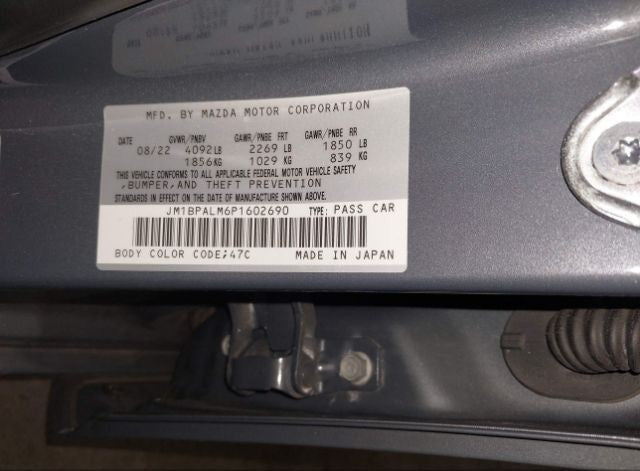 MFD. BY MAZDA MOTOR CORPORATION
DATE GVWR/PNBV GAWR/PNBE FRT GAWR/PNBE RR
08/22 4092LB 2269 LB 1850 LB
1856KG 1029 KG 839 KG
THIS VEHICLE CONFORMS TO ALL APPLICABLE FEDERAL MOTOR VEHICLE SAFETY
,BUMPER,AND THEFT PREVENTION
STANDARDS IN EFFECT ON THE DATE OF MANUFACTURE SHOWN ABOVE.
JM1BPALM6P1602690 TYPE: PASS CAR
BODY COLOR CODE;47C MADE IN JAPAN